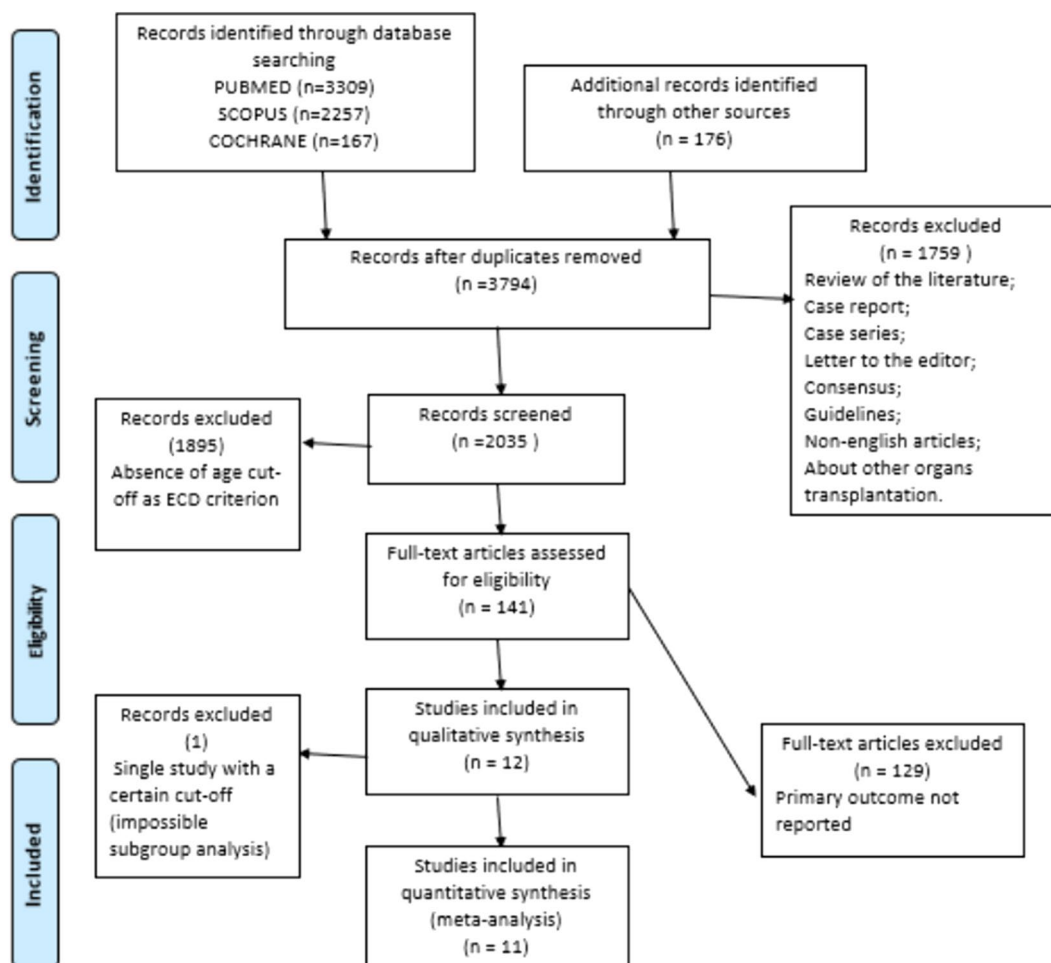 Identification
Records identified through database
searching
PUBMED (n=3309)
SCOPUS (n=2257)
COCHRANE (n=167)
Additional records identified
through other sources
(n = 176)
Records after duplicates removed
(n =3794)
Records excluded
(n = 1759 )
Review of the literature;
Case report;
Case series;
Letter to the editor;
Consensus;
Guidelines;
Non-english articles;
About other organs
transplantation.
Screening
Records screened
(n =2035 )
Records excluded
(1895)
Absence of age cut-
off as ECD criterion
Eligibility
Full-text articles assessed
for eligibility
(n = 141)
Full-text articles excluded
(n = 129)
Primary outcome not
reported
Studies included in
qualitative synthesis
(n = 12)
Records excluded
(1)
Single study with a
certain cut-off
(impossible
subgroup analysis)
Included
Studies included in
quantitative synthesis
(meta-analysis)
(n = 11)